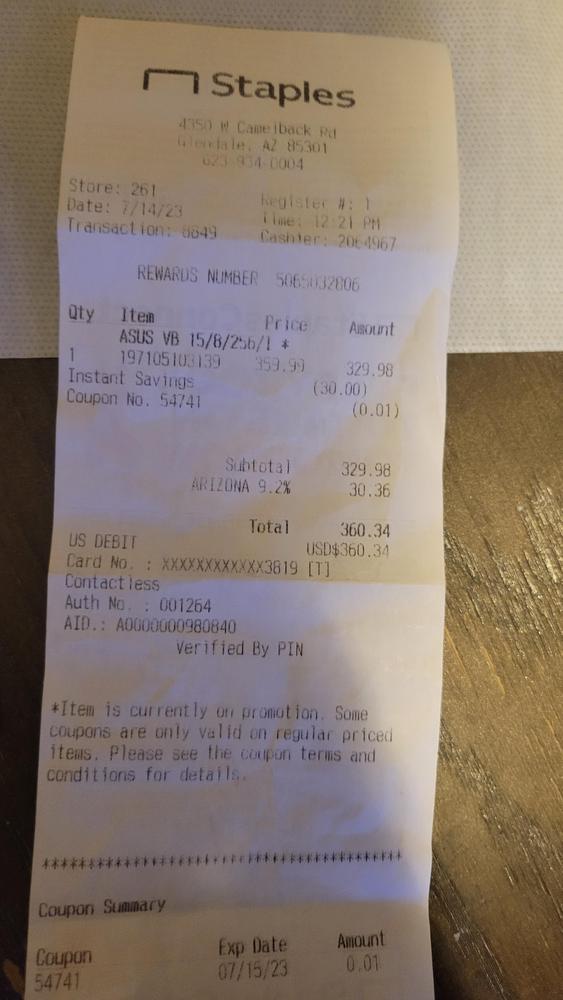 Staples
4350 W Camelback Rd
Glendale, AZ 85301
623-934-0004
Store: 261 Register #: 1
Date: 7/14/23 Time: 12:21 PM
Transaction: 8849 Cashier: 2064967
REWARDS NUMBER 5065032806
Qty Item Price Amount
ASUS VB 15/8/256/1 *
1 197105103139 359.99 329.98
Instant Savings (30.00)
Coupon No. 54741 (0.01)
Subtotal 329.98
ARIZONA 9.2% 30.36
Total 360.34
US DEBIT USD$360.34
Card No. : XXXXXXXXXXXX3819 [T]
Contactless
Auth No. : 001264
AID.: A0000000980840
Verified By PIN
*Item is currently on promotion. Some
coupons are only valid on regular priced
items. Please see the coupon terms and
conditions for details.
****************************************
Coupon Summary
Coupon Exp Date Amount
54741 07/15/23 0.01